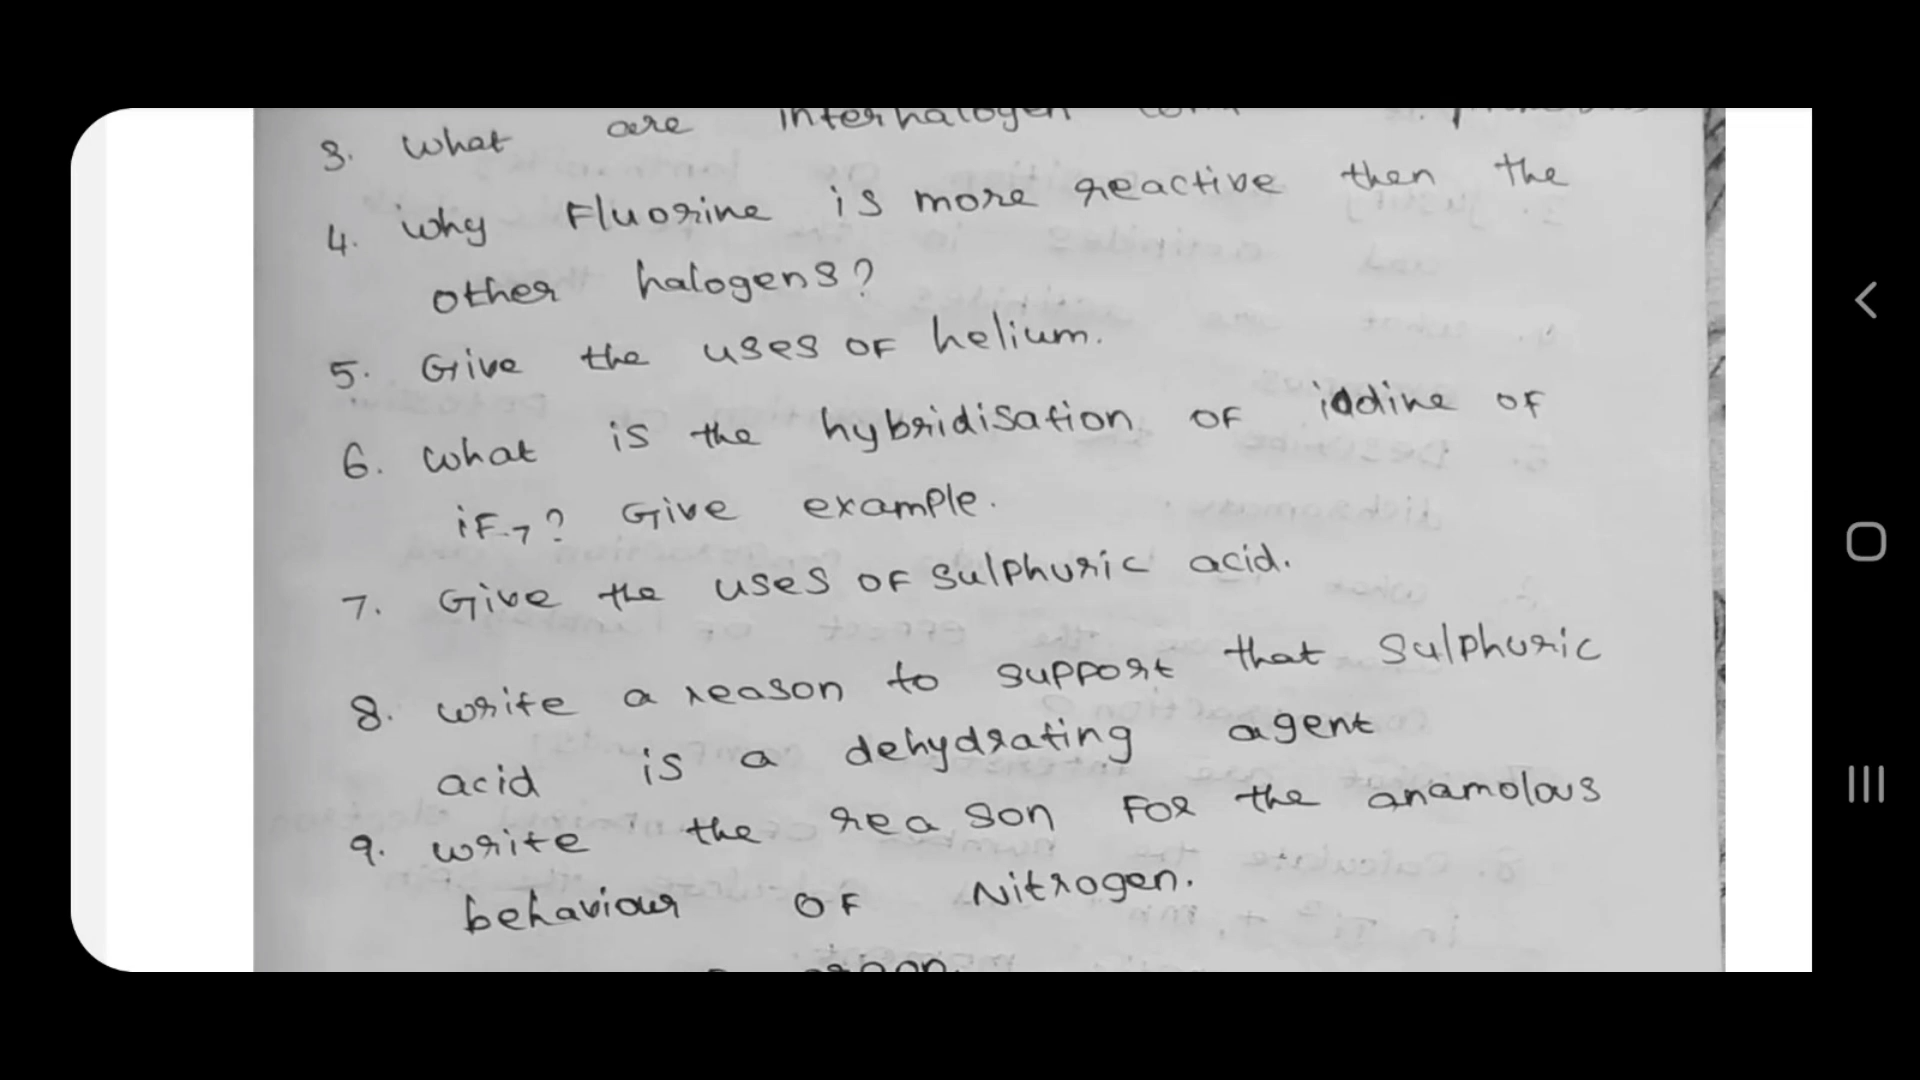 3. What are interhalogen
4. Why Fluorine is more reactive then the
other halogens?
5. Give the uses of helium.
6. What is the hybridisation of iodine of
iF-7? Give example.
7. Give the uses of sulphuric acid.
8. write a reason to support that Sulphuric
acid is a dehydrating agent
9. write the reason For the anamolous
behaviour of Nitrogen.